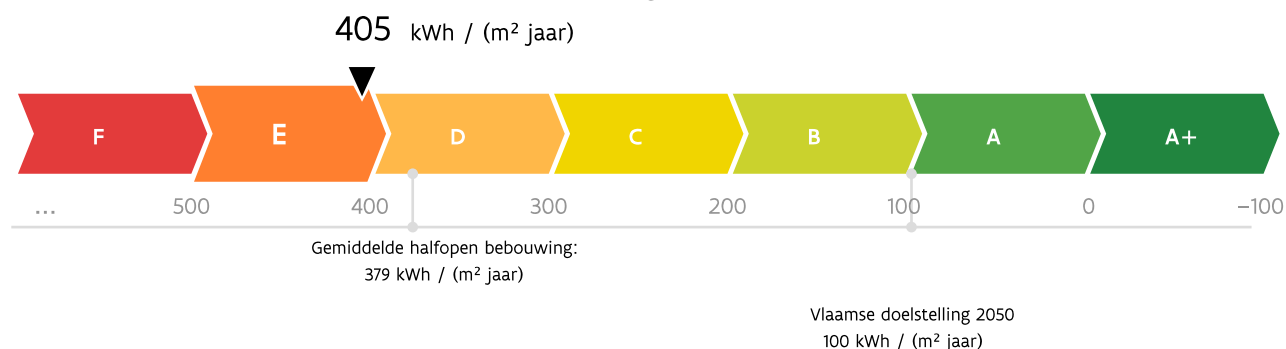 405 kWh / (m² jaar)
F E D C B A A+
... 500 400 300 200 100 0 −100
Gemiddelde halfopen bebouwing:
379 kWh / (m² jaar)
Vlaamse doelstelling 2050
100 kWh / (m² jaar)